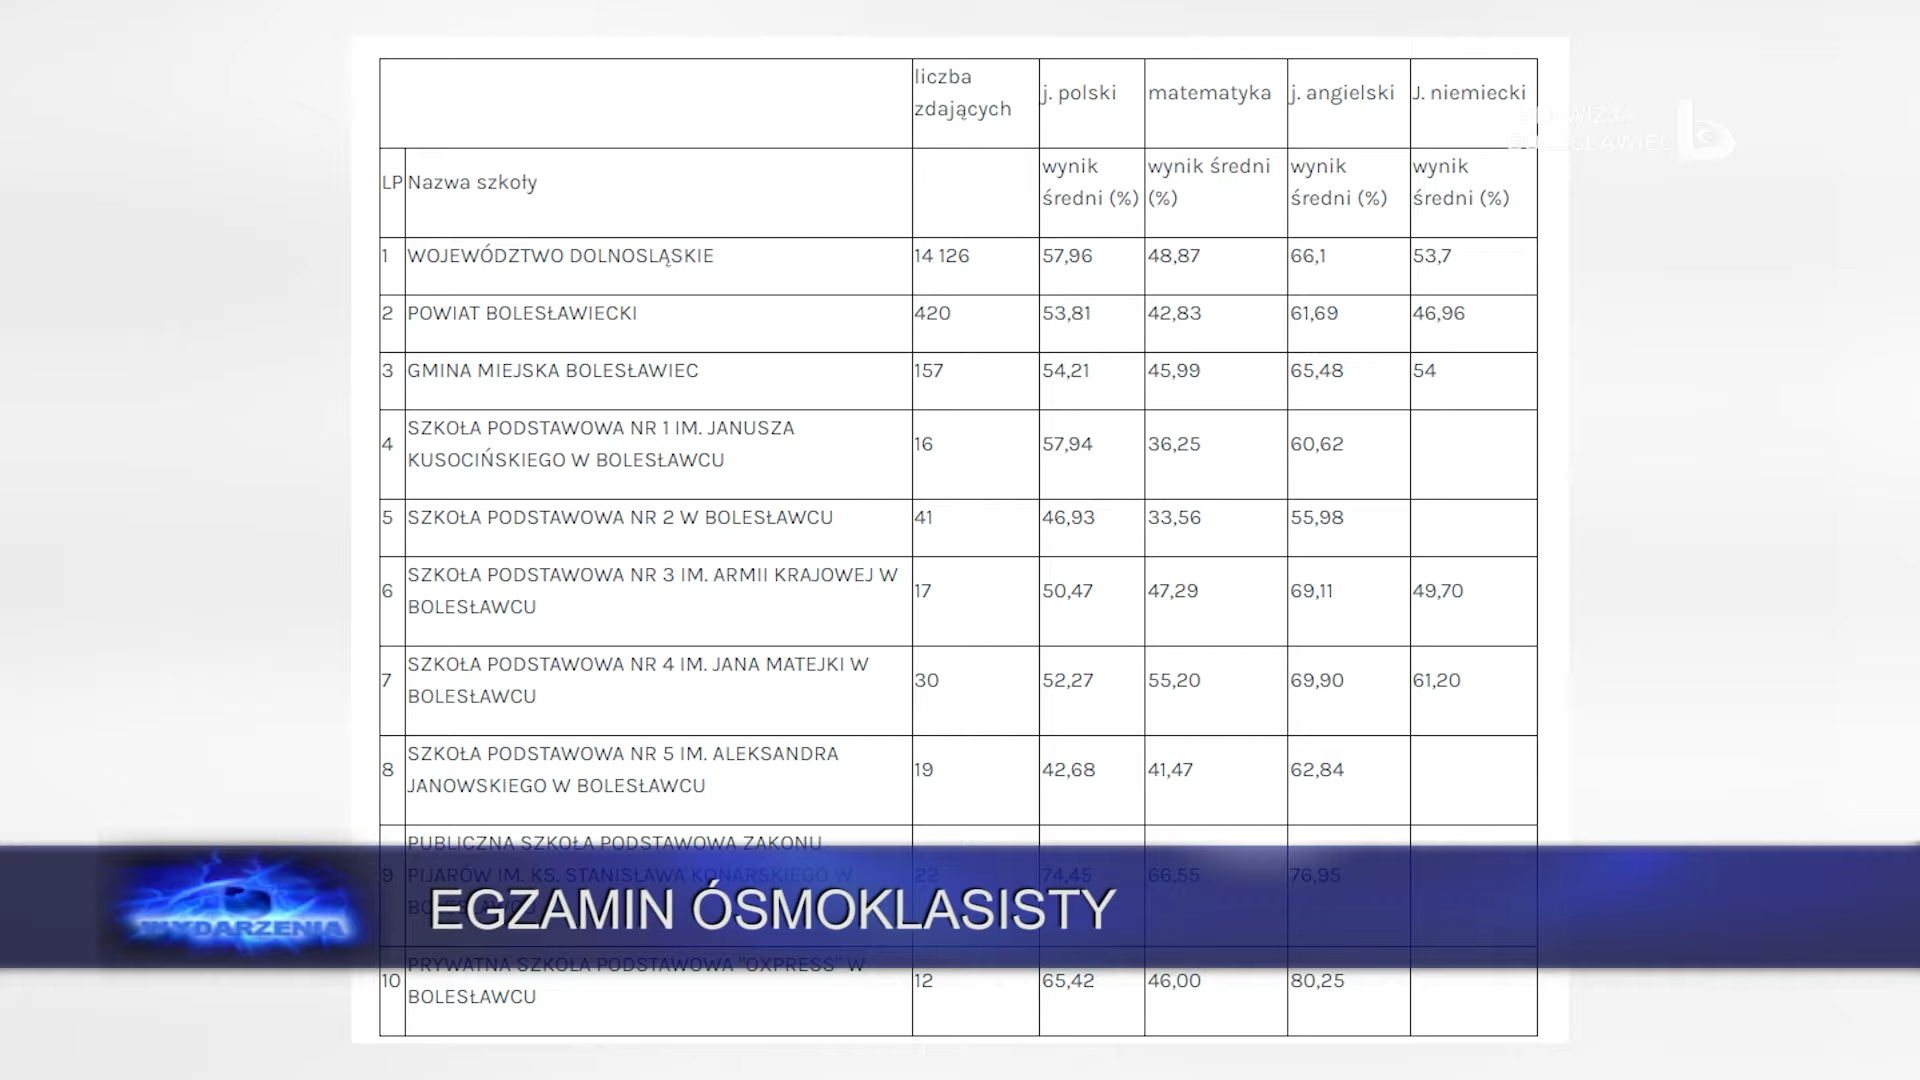 liczba
zdających
j. polski
matematyka
j. angielski
J. niemiecki
LP
Nazwa szkoły
wynik
średni (%)
wynik średni
(%)
wynik
średni (%)
wynik
średni (%)
1 WOJEWÓDZTWO DOLNOSLĄSKIE 14 126 57,96 48,87 66,1 53,7
2 POWIAT BOLESŁAWIECKI 420 53,81 42,83 61,69 46,96
3 GMINA MIEJSKA BOLESŁAWIEC 157 54,21 45,99 65,48 54
SZKOŁA PODSTAWOWA NR 1 IM. JANUSZA
4 KUSOCIŃSKIEGO W BOLESŁAWCU 16 57,94 36,25 60,62
5 SZKOŁA PODSTAWOWA NR 2 W BOLESŁAWCU 41 46,93 33,56 55,98
SZKOŁA PODSTAWOWA NR 3 IM. ARMII KRAJOWEJ W
6 BOLESŁAWCU 17 50,47 47,29 69,11 49,70
SZKOŁA PODSTAWOWA NR 4 IM. JANA MATEJKI W
7 BOLESŁAWCU 30 52,27 55,20 69,90 61,20
SZKOŁA PODSTAWOWA NR 5 IM. ALEKSANDRA
8 JANOWSKIEGO W BOLESŁAWCU 19 42,68 41,47 62,84
PUBLICZNA SZKOŁA PODSTAWOWA ZAKONU
9 PIJARÓW IM. KS. STANISŁAWA KONARSKIEGO W 22 74,45 66,55 76,95
WYDARZENIA
EGZAMIN ÓSMOKLASISTY
PRYWATNA SZKOŁA PODSTAWOWA "OXPRESS" W
10 BOLESŁAWCU 12 65,42 46,00 80,25